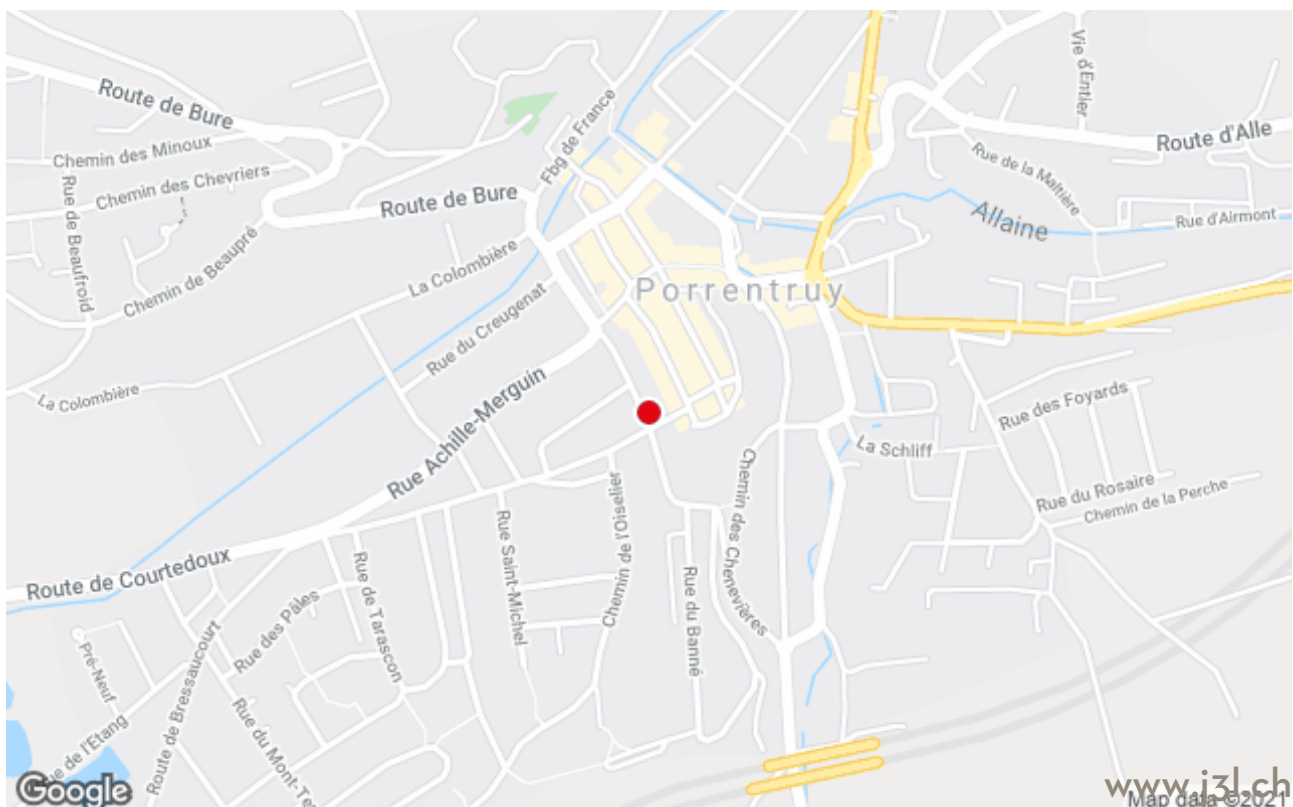 Vie d'Entier
Route de Bure
Fbg de France
Route d'Alle
Chemin des Minoux
Rue de la Maltière
Chemin des Chevriers
Rue de Beaufroid
Route de Bure
Allaine
Rue d'Airmont
Chemin de Beaupré
La Colombière
Porrentruy
Rue du Creugenat
La Colombière
Rue Achille-Merguin
Rue des Foyards
La Schliff
Chemin des Chenevières
Rue du Rosaire
Chemin de la Perche
Chemin de l'Oiselier
Rue Saint-Michel
Route de Courtedoux
Rue de Tarascon
Rue du Banné
Rue des Pâles
Pré-Neuf
Route de Bressaucourt
Rue du Mont-Te
ue de l'Etang
Google
www.j3l.ch
Map data ©2021